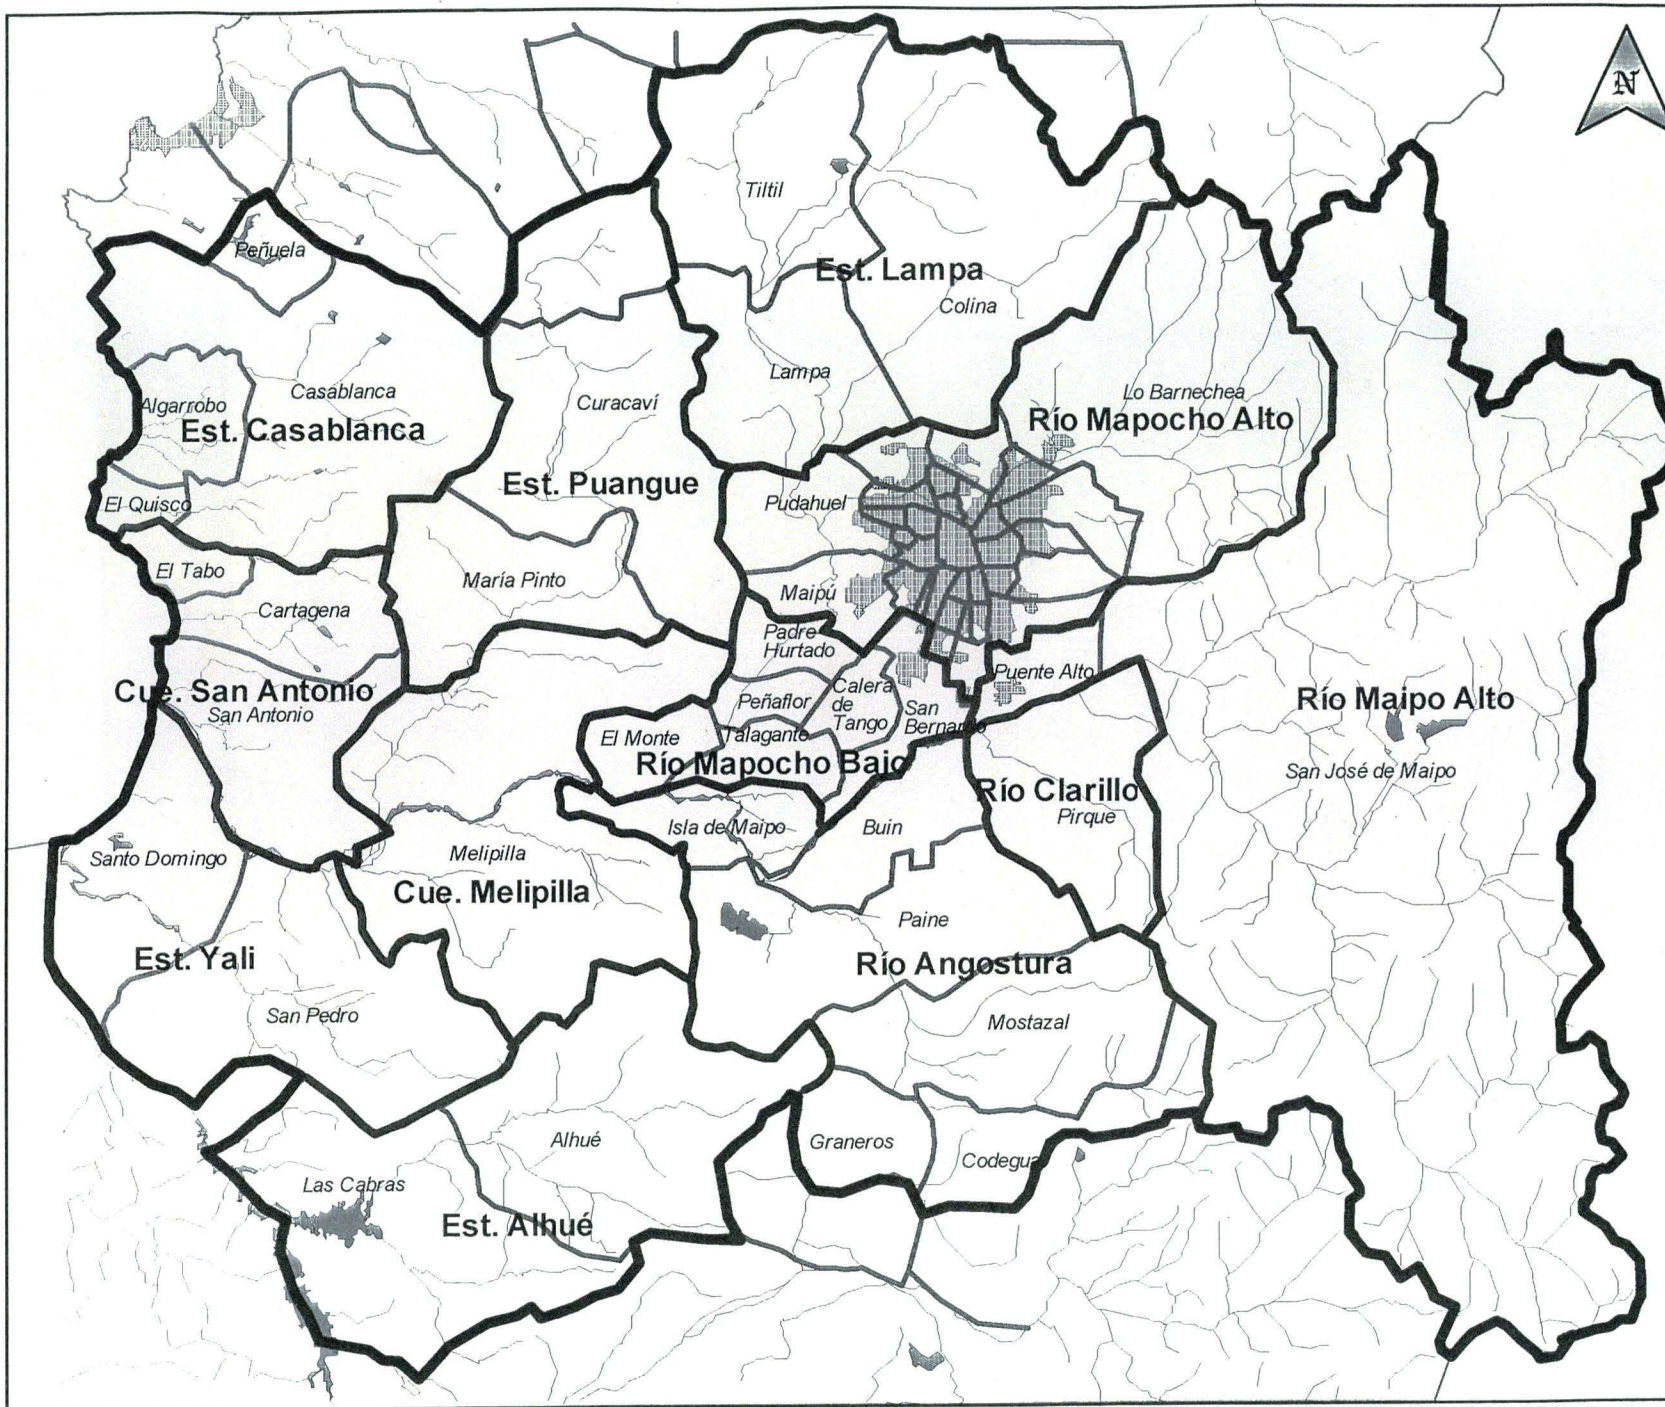 N
Tiltil
Peñuela
Est. Lampa
Colina
Lampa
Lo Barnechea
Casablanca
Algarrobo
Curacaví
Río Mapocho Alto
Est. Casablanca
Est. Puangue
El Quisco
Pudahuel
El Tabo
María Pinto
Maipú
Cartagena
Padre
Hurtado
Puente Alto
Cue. San Antonio
San Antonio
Peñaflor
Calera
de
Tango
San
Bernardo
Río Maipo Alto
El Monte
Talagante
Río Mapocho Bajo
San José de Maipo
Río Clarillo
Pirque
Isla de Maipo
Buin
Santo Domingo
Melipilla
Cue. Melipilla
Paine
Est. Yali
Río Angostura
San Pedro
Mostazal
Alhué
Graneros
Codegua
Las Cabras
Est. Alhué